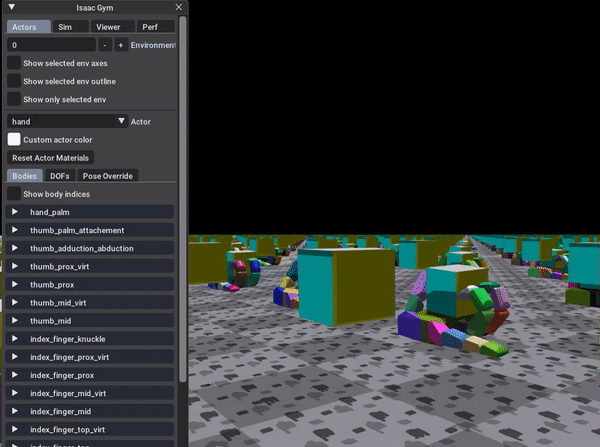 Isaac Gym
Actors Sim Viewer Perf
0 - + Environment
Show selected env axes
Show selected env outline
Show only selected env
hand Actor
Custom actor color
Reset Actor Materials
Bodies DOFs Pose Override
Show body indices
hand_palm
thumb_palm_attachement
thumb_adduction_abduction
thumb_prox_virt
thumb_prox
thumb_mid_virt
thumb_mid
index_finger_knuckle
index_finger_prox_virt
index_finger_prox
index_finger_mid_virt
index_finger_mid
index_finger_top_virt